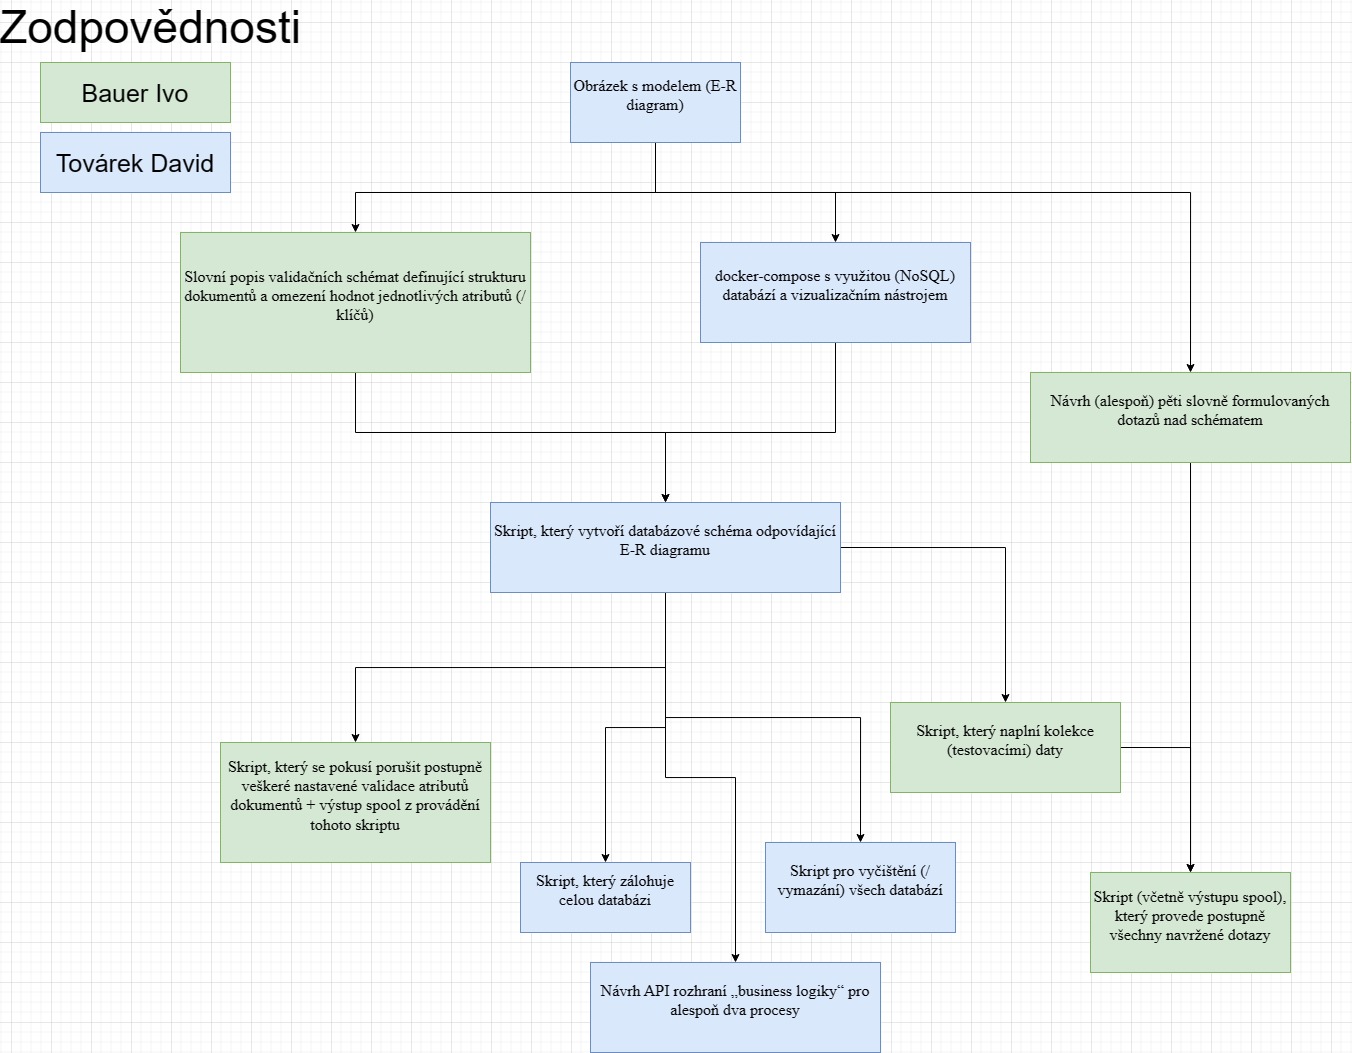 Zodpovědnosti
Bauer Ivo
Továrek David
Obrázek s modelem (E-R
diagram)
Slovní popis validačních schémat definující strukturu
dokumentů a omezení hodnot jednotlivých atributů (/
klíčů)
docker-compose s využitou (NoSQL)
databází a vizualizačním nástrojem
Návrh (alespoň) pěti slovně formulovaných
dotazů nad schématem
Skript, který vytvoří databázové schéma odpovídající
E-R diagramu
Skript, který naplní kolekce
(testovacími) daty
Skript, který se pokusí porušit postupně
veškeré nastavené validace atributů
dokumentů + výstup spool z provádění
tohoto skriptu
Skript, který zálohuje
celou databázi
Skript pro vyčištění (/
vymazání) všech databází
Skript (včetně výstupu spool),
který provede postupně
všechny navržené dotazy
Návrh API rozhraní „business logiky“ pro
alespoň dva procesy